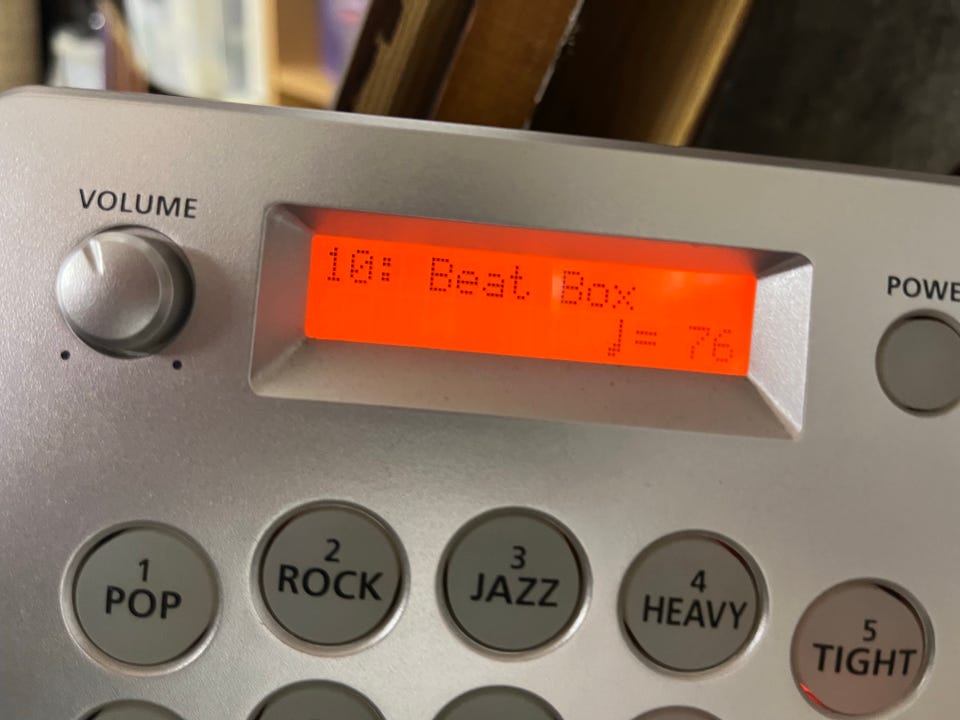 VOLUME
10: Beat Box
♩= 76
POWE
1
POP
2
ROCK
3
JAZZ
4
HEAVY
5
TIGHT